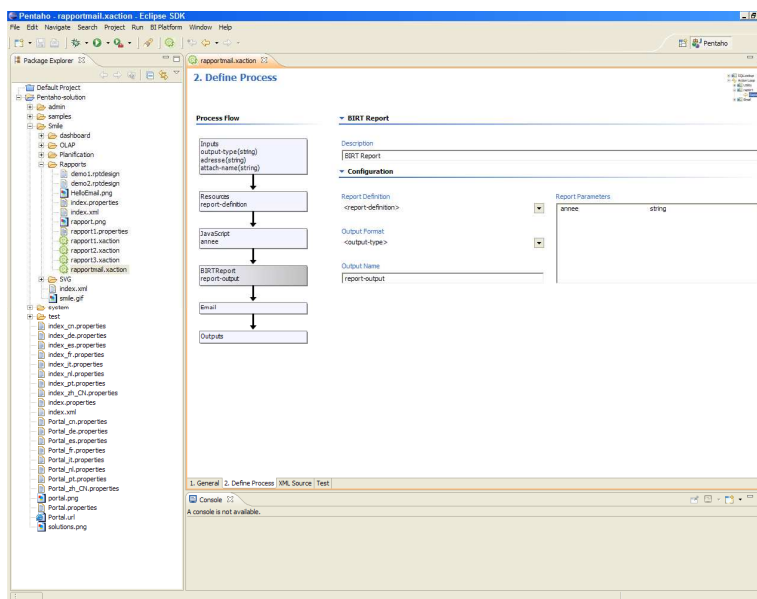 Pentaho - rapportmail.xaction - Eclipse SDK
File Edit Navigate Search Project Run BI Platform Window Help
Pentaho
Package Explorer
rapportmail.xaction
Default Project
Pentaho-solution
admin
samples
Smile
dashboard
OLAP
Planification
Rapports
demo1.rptdesign
demo2.rptdesign
HelloEmail.png
index.properties
index.xml
rapport.png
rapport1.properties
rapport1.xaction
rapport2.xaction
rapport3.xaction
rapportmail.xaction
SVG
index.xml
smile.gif
system
test
index_cn.properties
index_de.properties
index_es.properties
index_fr.properties
index_it.properties
index_nl.properties
index_pt.properties
index_zh_CN.properties
index.properties
index.xml
Portal_cn.properties
Portal_de.properties
Portal_es.properties
Portal_fr.properties
Portal_it.properties
Portal_nl.properties
Portal_pt.properties
Portal_zh_CN.properties
portal.png
Portal.properties
Portal.url
solutions.png
2. Define Process
Process Flow
Inputs
output-type(string)
adresse(string)
attach-name(string)
Resources
report-definition
JavaScript
annee
BIRTReport
report-output
Email
Outputs
BIRT Report
Description
BIRT Report
Configuration
Report Definition
<report-definition>
Output Format
<output-type>
Output Name
report-output
Report Parameters
annee string
1. General 2. Define Process XML Source Test
Console
A console is not available.